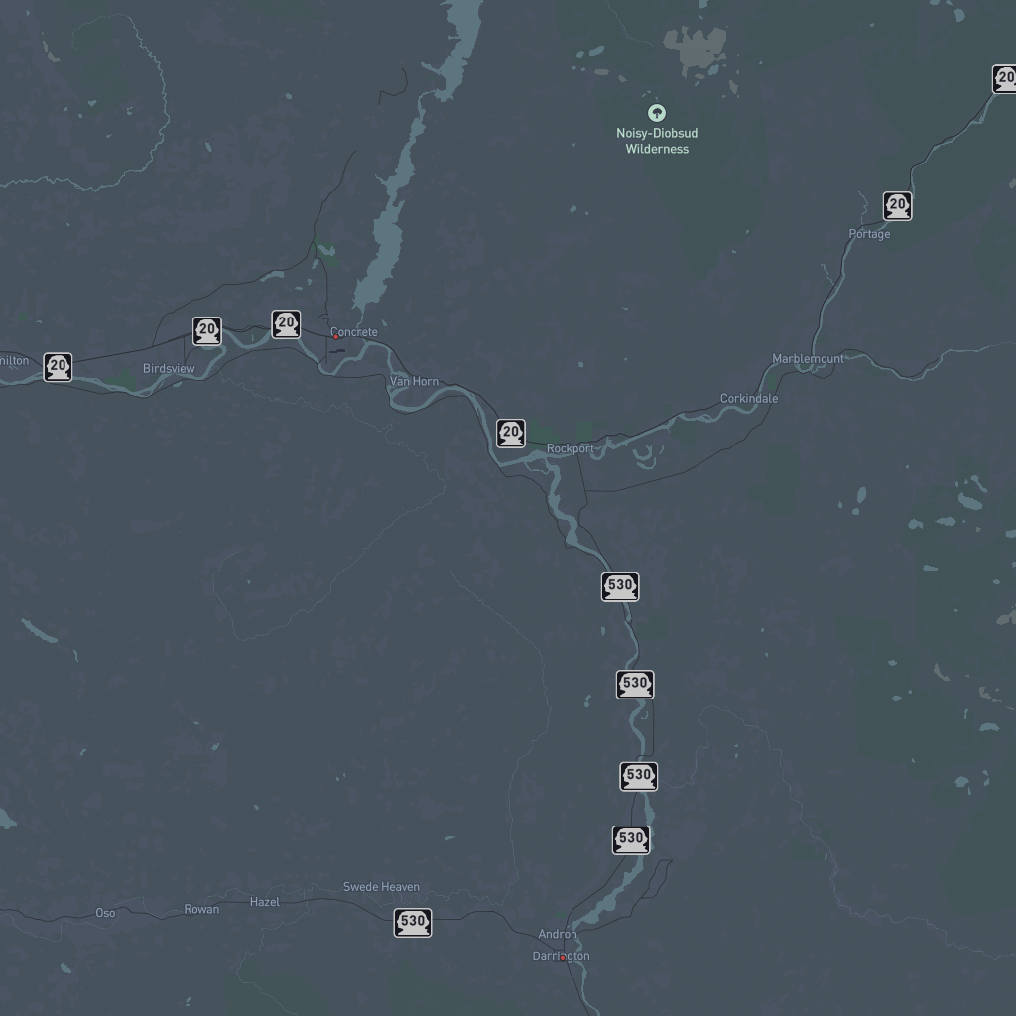 20
Noisy-Diobsud
Wilderness
20
Portage
20
20
Concrete
20
Birdsview
Marblemount
Van Horn
Corkindale
20
Rockport
530
530
530
530
Swede Heaven
Hazel
Rowan
Oso
530
Andron
Darrington